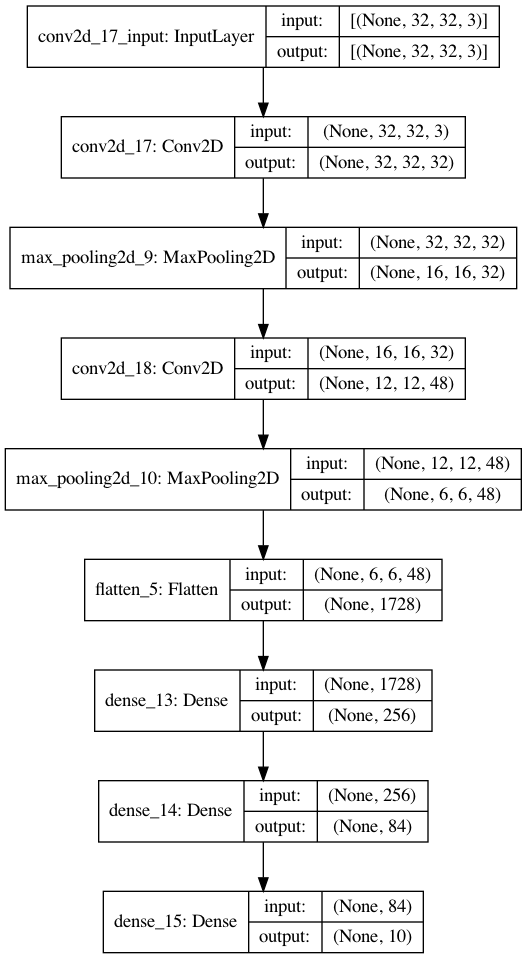 conv2d_17_input: InputLayer
input: [(None, 32, 32, 3)]
output: [(None, 32, 32, 3)]
conv2d_17: Conv2D
input: (None, 32, 32, 3)
output: (None, 32, 32, 32)
max_pooling2d_9: MaxPooling2D
input: (None, 32, 32, 32)
output: (None, 16, 16, 32)
conv2d_18: Conv2D
input: (None, 16, 16, 32)
output: (None, 12, 12, 48)
max_pooling2d_10: MaxPooling2D
input: (None, 12, 12, 48)
output: (None, 6, 6, 48)
flatten_5: Flatten
input: (None, 6, 6, 48)
output: (None, 1728)
dense_13: Dense
input: (None, 1728)
output: (None, 256)
dense_14: Dense
input: (None, 256)
output: (None, 84)
dense_15: Dense
input: (None, 84)
output: (None, 10)